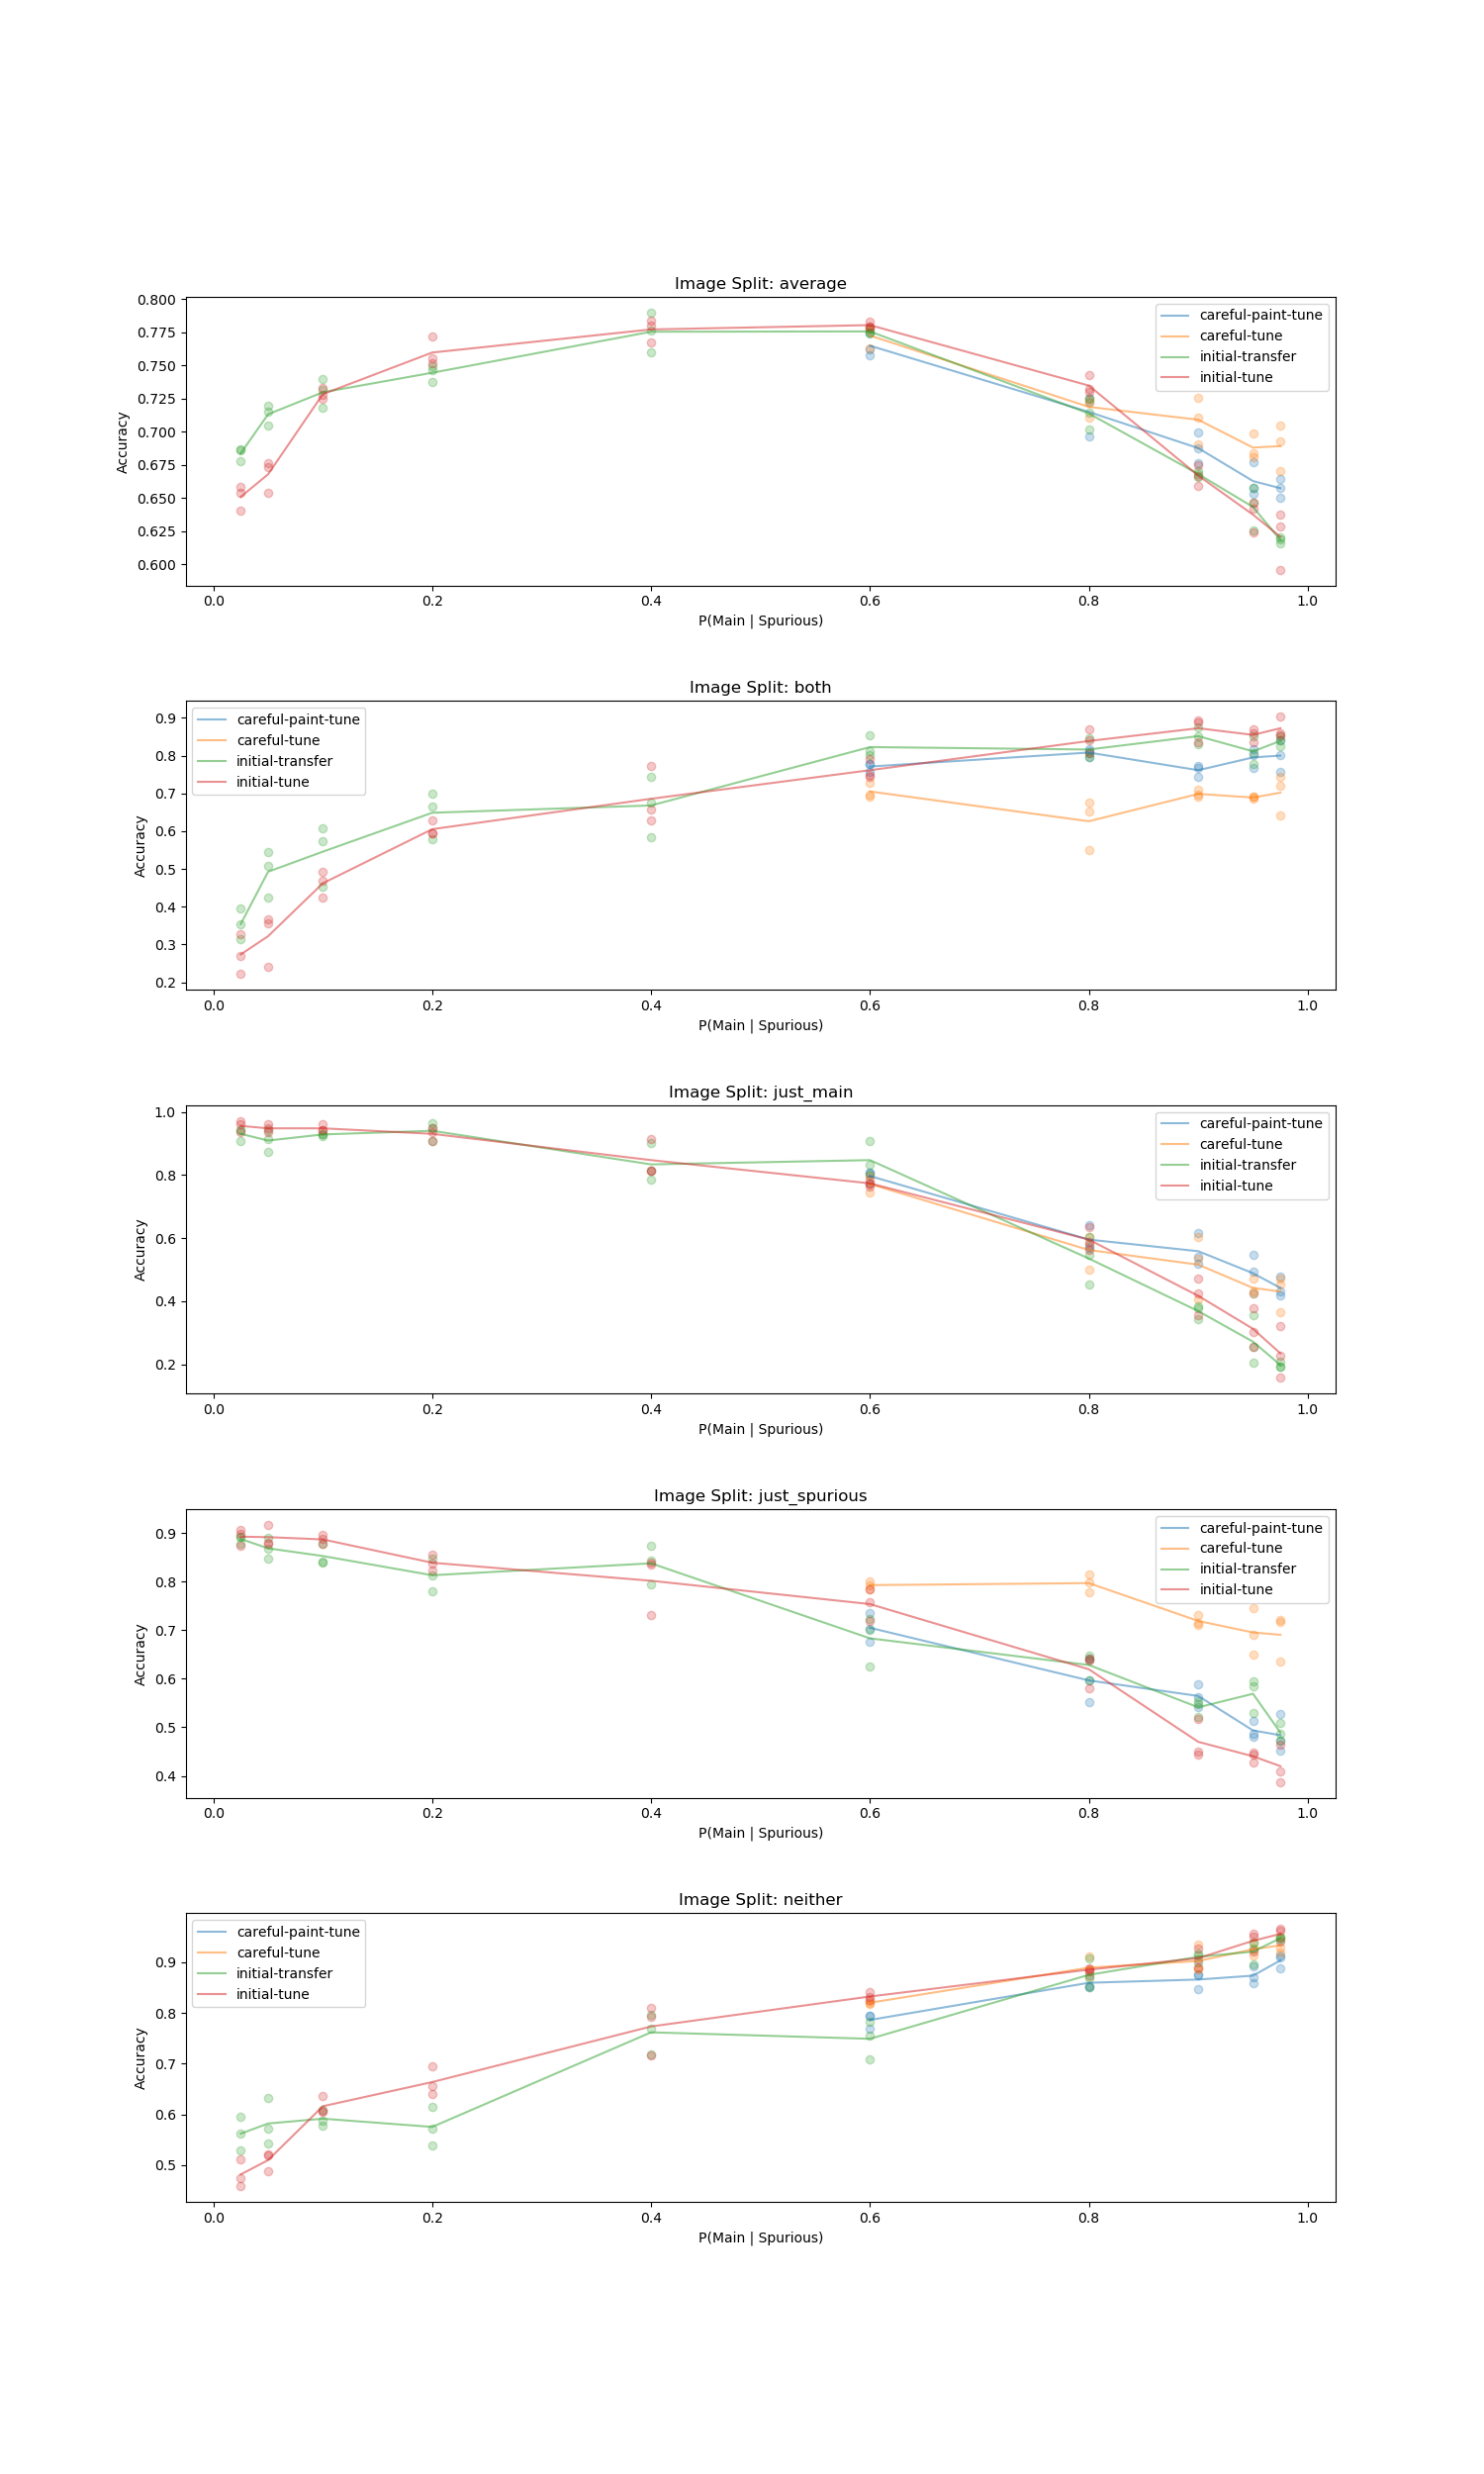 Image Split: average
0.800
0.775
0.750
0.725
0.700
0.675
0.650
0.625
0.600
Accuracy
careful-paint-tune
careful-tune
initial-transfer
initial-tune
0.0 0.2 0.4 0.6 0.8 1.0
P(Main | Spurious)
Image Split: both
0.9
0.8
0.7
0.6
0.5
0.4
0.3
0.2
Accuracy
careful-paint-tune
careful-tune
initial-transfer
initial-tune
0.0 0.2 0.4 0.6 0.8 1.0
P(Main | Spurious)
Image Split: just_main
1.0
0.8
0.6
0.4
0.2
Accuracy
careful-paint-tune
careful-tune
initial-transfer
initial-tune
0.0 0.2 0.4 0.6 0.8 1.0
P(Main | Spurious)
Image Split: just_spurious
0.9
0.8
0.7
0.6
0.5
0.4
Accuracy
careful-paint-tune
careful-tune
initial-transfer
initial-tune
0.0 0.2 0.4 0.6 0.8 1.0
P(Main | Spurious)
Image Split: neither
0.9
0.8
0.7
0.6
0.5
Accuracy
careful-paint-tune
careful-tune
initial-transfer
initial-tune
0.0 0.2 0.4 0.6 0.8 1.0
P(Main | Spurious)